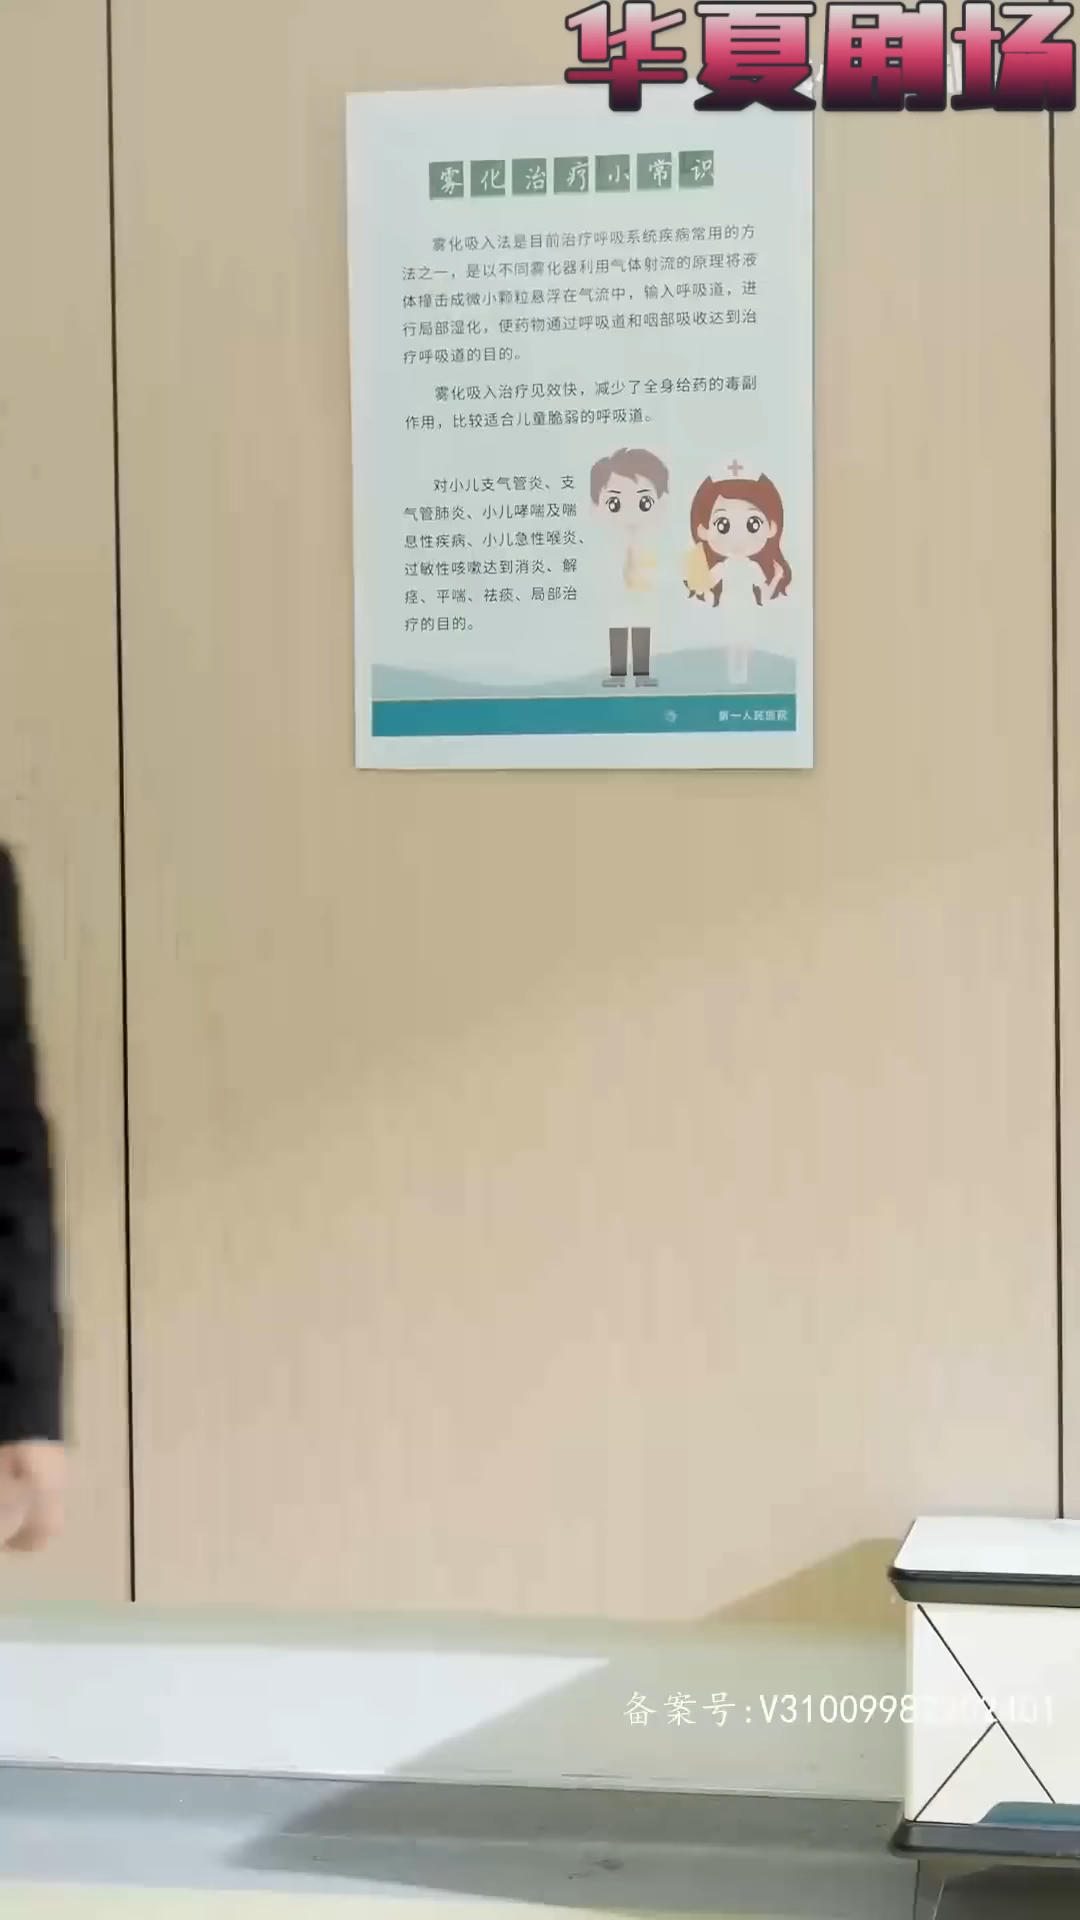 华夏剧场
雾化治疗小常识
雾化吸入法是目前治疗呼吸系统疾病常用的方
法之一，是以不同雾化器利用气体射流的原理将液
体撞击成微小颗粒悬浮在气流中，输入呼吸道，进
行局部湿化，使药物通过呼吸道和咽部吸收达到治
疗呼吸道的目的。
雾化吸入治疗见效快，减少了全身给药的毒副
作用，比较适合儿童脆弱的呼吸道。
对小儿支气管炎、支
气管肺炎、小儿哮喘及喘
息性疾病、小儿急性喉炎、
过敏性咳嗽达到消炎、解
痉、平喘、祛痰、局部治
疗的目的。
第一人民医院
备案号: